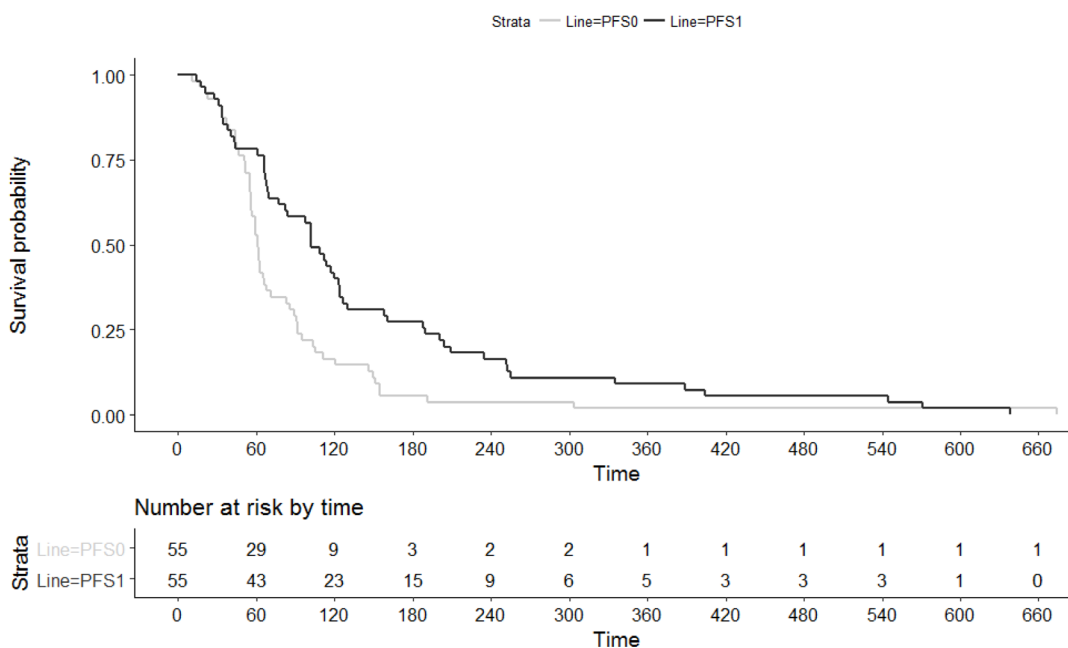 Strata Line=PFS0 Line=PFS1
Survival probability
1.00
0.75
0.50
0.25
0.00
0 60 120 180 240 300 360 420 480 540 600 660
Time
Number at risk by time
Strata
Line=PFS0 55 29 9 3 2 2 1 1 1 1 1 1
Line=PFS1 55 43 23 15 9 6 5 3 3 3 1 0
0 60 120 180 240 300 360 420 480 540 600 660
Time